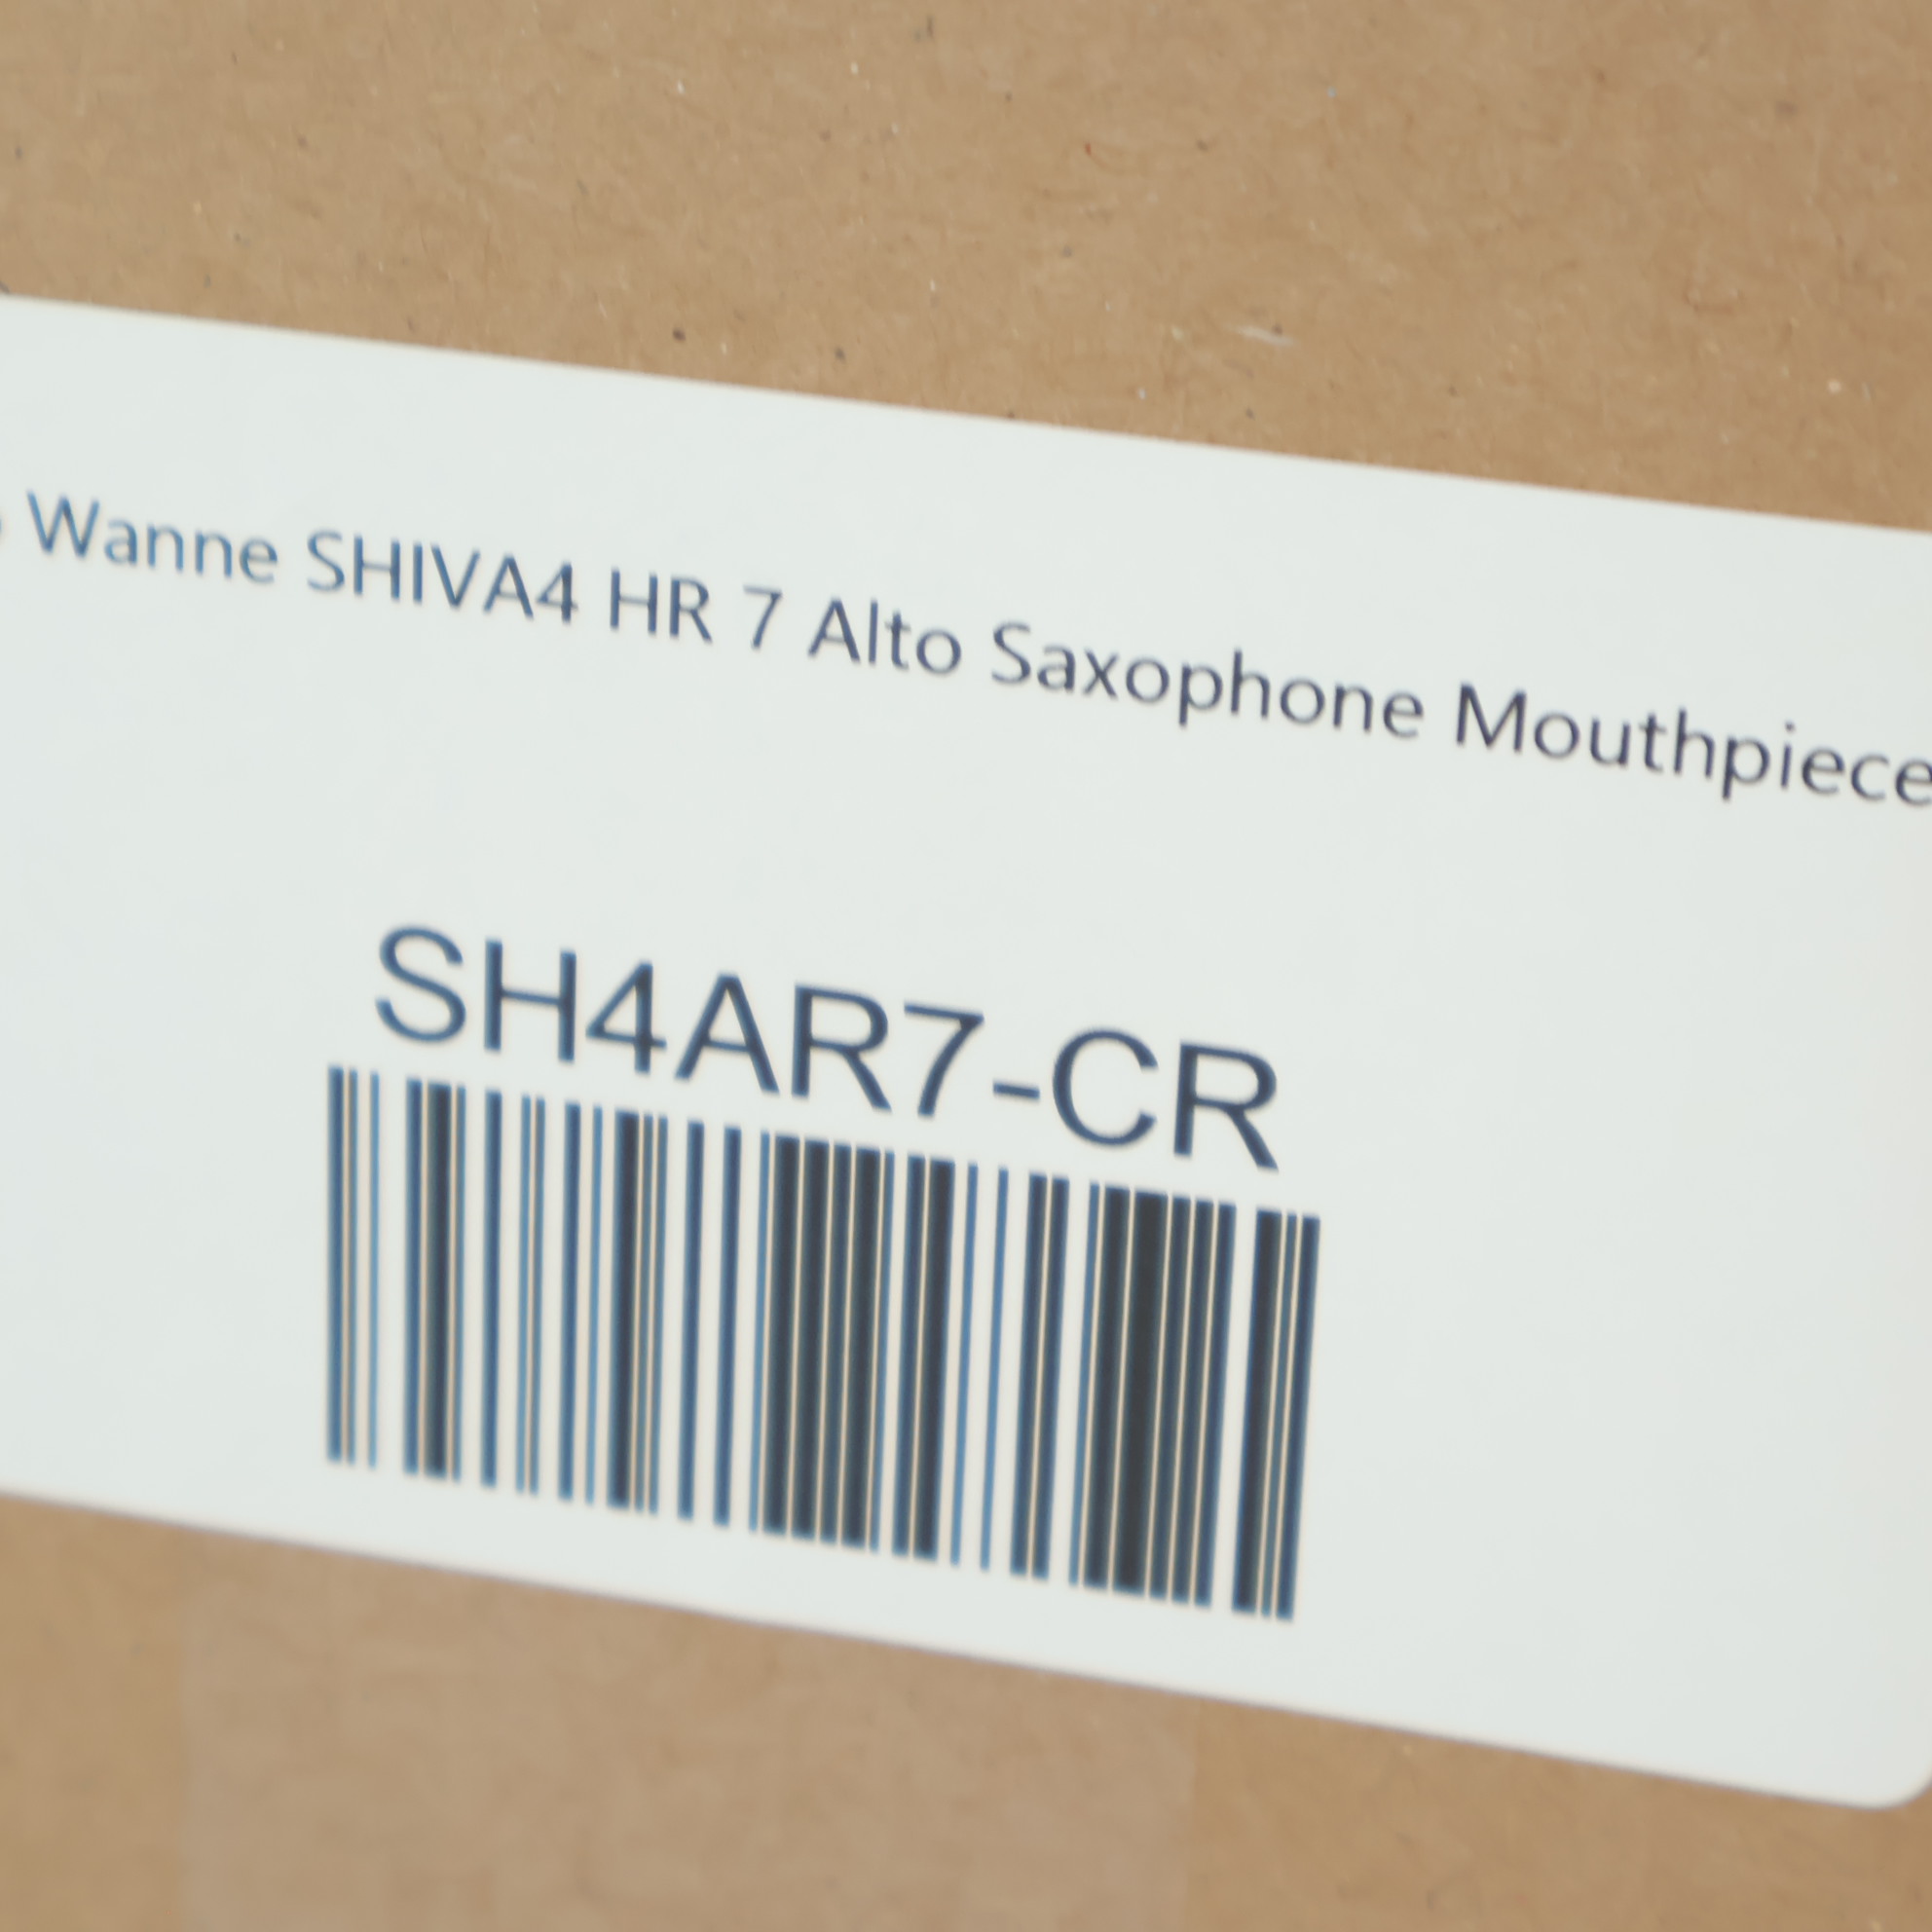 Wanne SHIVA4 HR 7 Alto Saxophone Mouthpiece
SH4AR7-CR